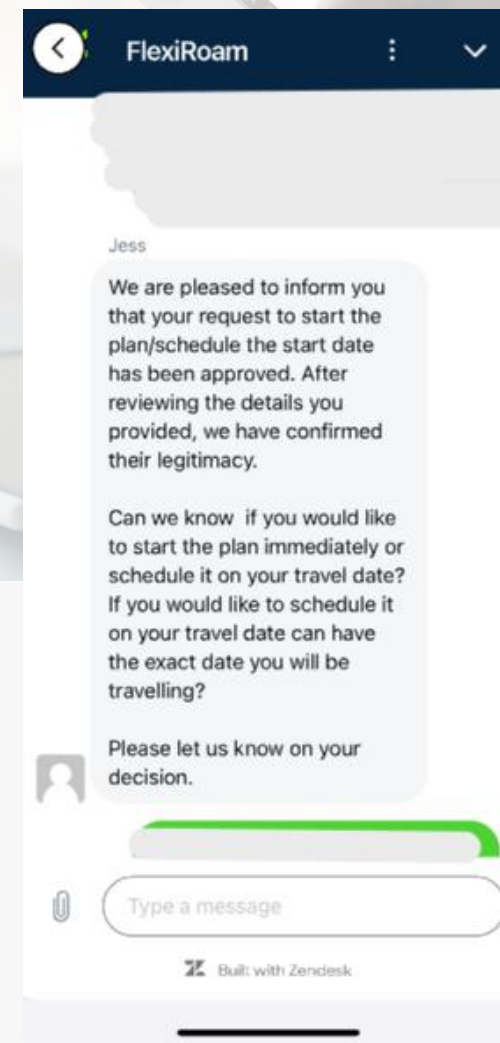 FlexiRoam
Jess
We are pleased to inform you
that your request to start the
plan/schedule the start date
has been approved. After
reviewing the details you
provided, we have confirmed
their legitimacy.
Can we know  if you would like
to start the plan immediately or
schedule it on your travel date?
If you would like to schedule it
on your travel date can have
the exact date you will be
travelling?
Please let us know on your
decision.
Type a message
Built with Zendesk